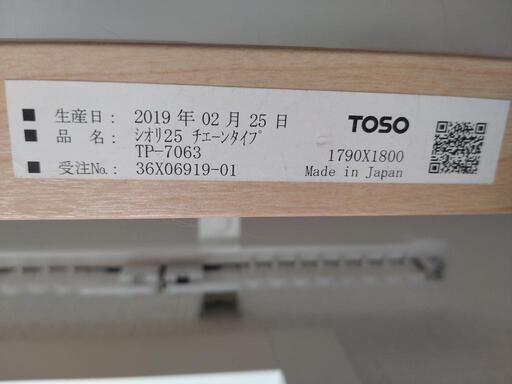 ■ 生産日： 2019 年 02 月 25 日
■ 品　名： ｼｵﾘ25 ﾁｴｰﾝﾀｲﾌﾟ
TP-7063
■ 受注No.： 36X06919-01
TOSO
1790X1800
Made in Japan